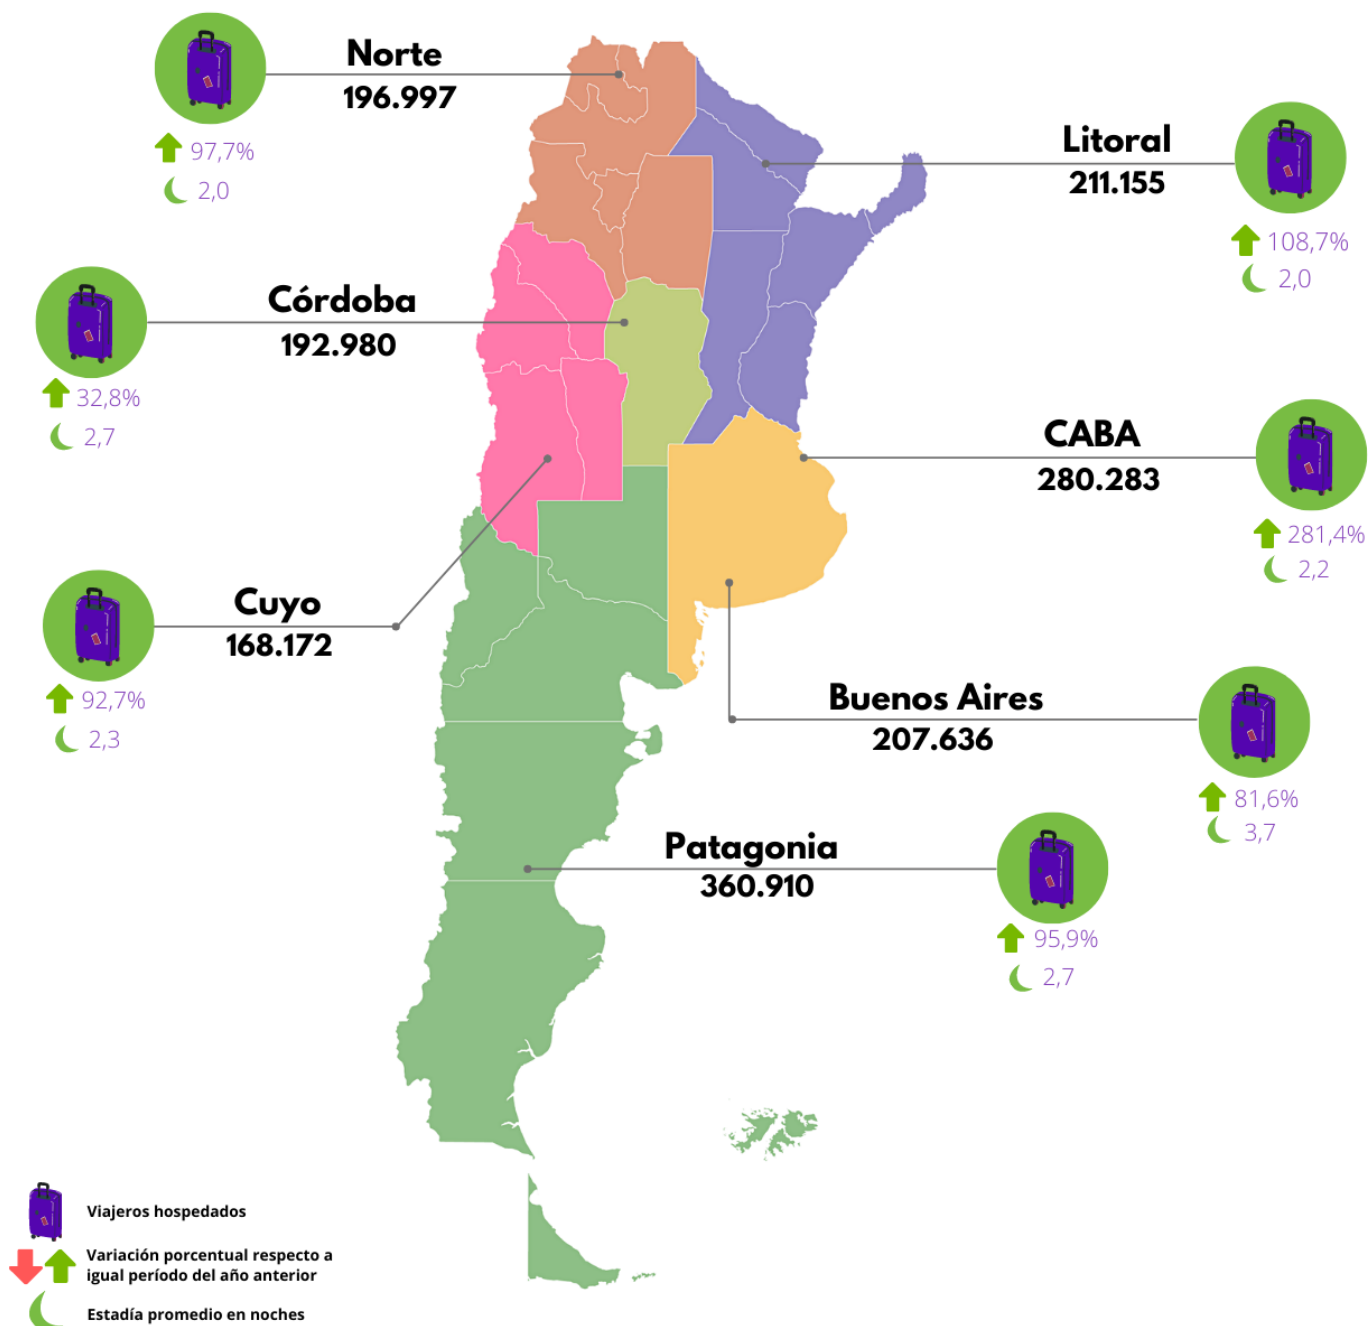 Norte
196.997
97,7%
2,0
Litoral
211.155
108,7%
2,0
Córdoba
192.980
32,8%
2,7
CABA
280.283
281,4%
2,2
Cuyo
168.172
92,7%
2,3
Buenos Aires
207.636
81,6%
3,7
Patagonia
360.910
95,9%
2,7
Viajeros hospedados
Variación porcentual respecto a
igual período del año anterior
Estadía promedio en noches